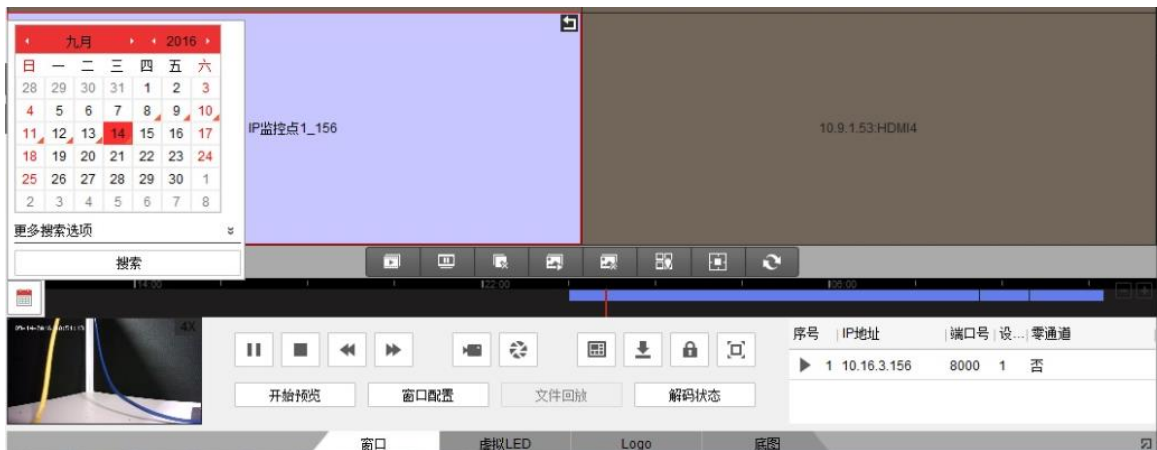 九月 2016
日 一 二 三 四 五 六
28 29 30 31 1 2 3
4 5 6 7 8 9 10
11 12 13 14 15 16 17
18 19 20 21 22 23 24
25 26 27 28 29 30 1
2 3 4 5 6 7 8
更多搜索选项
搜索
IP监控点1_156
10.9.1.53:HDMI4
14:00 22:00 06:00
4X
序号 IP地址 端口号 设... 零通道
1 10.16.3.156 8000 1 否
开始预览 窗口配置 文件回放 解码状态
窗口 虚拟LED Logo 底图